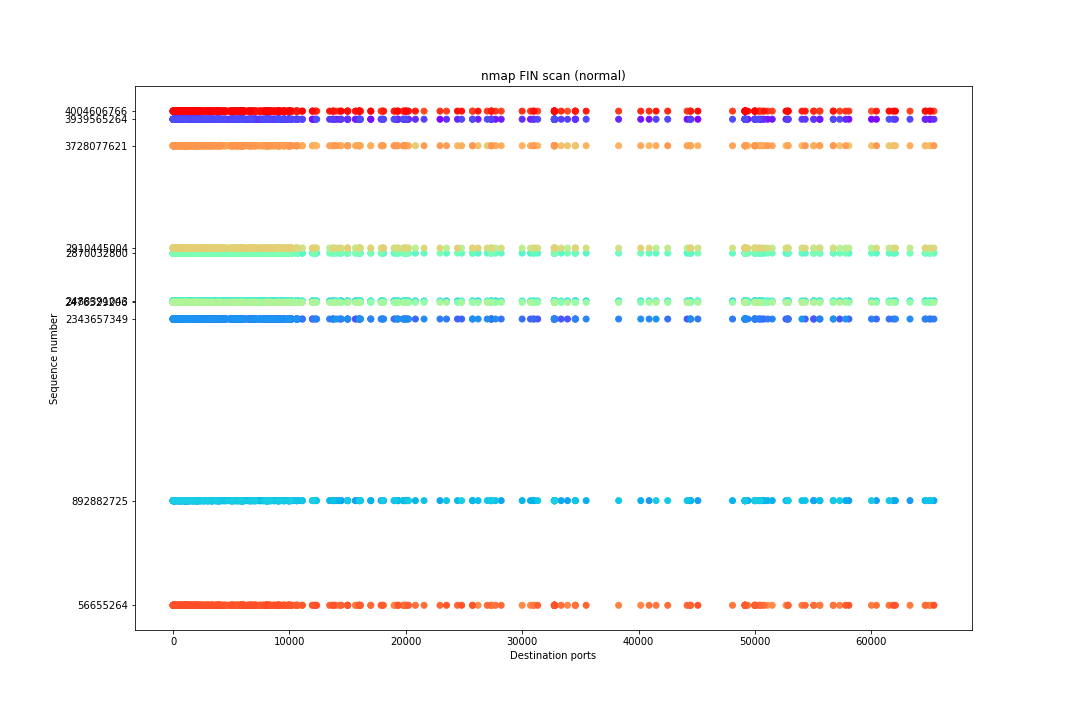 nmap FIN scan (normal)
4004606766
3939565264
3728077621
2910445004
2870032800
2343657349
892882725
56655264
Sequence number
0 10000 20000 30000 40000 50000 60000
Destination ports